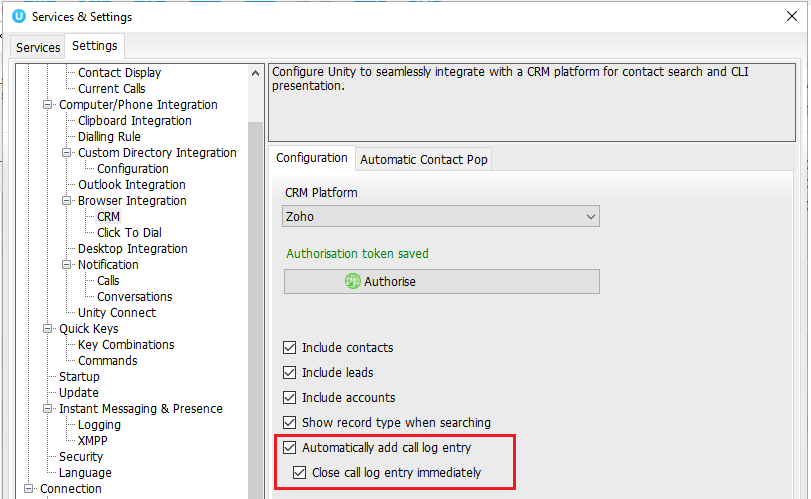 Services & Settings
Services
Settings
Contact Display
Current Calls
Computer/Phone Integration
Clipboard Integration
Dialling Rule
Custom Directory Integration
Configuration
Outlook Integration
Browser Integration
CRM
Click To Dial
Desktop Integration
Notification
Calls
Conversations
Unity Connect
Quick Keys
Key Combinations
Commands
Startup
Update
Instant Messaging & Presence
Logging
XMPP
Security
Language
Connection
Configure Unity to seamlessly integrate with a CRM platform for contact search and CLI
presentation.
Configuration
Automatic Contact Pop
CRM Platform
Zoho
Authorisation token saved
Authorise
Include contacts
Include leads
Include accounts
Show record type when searching
Automatically add call log entry
Close call log entry immediately